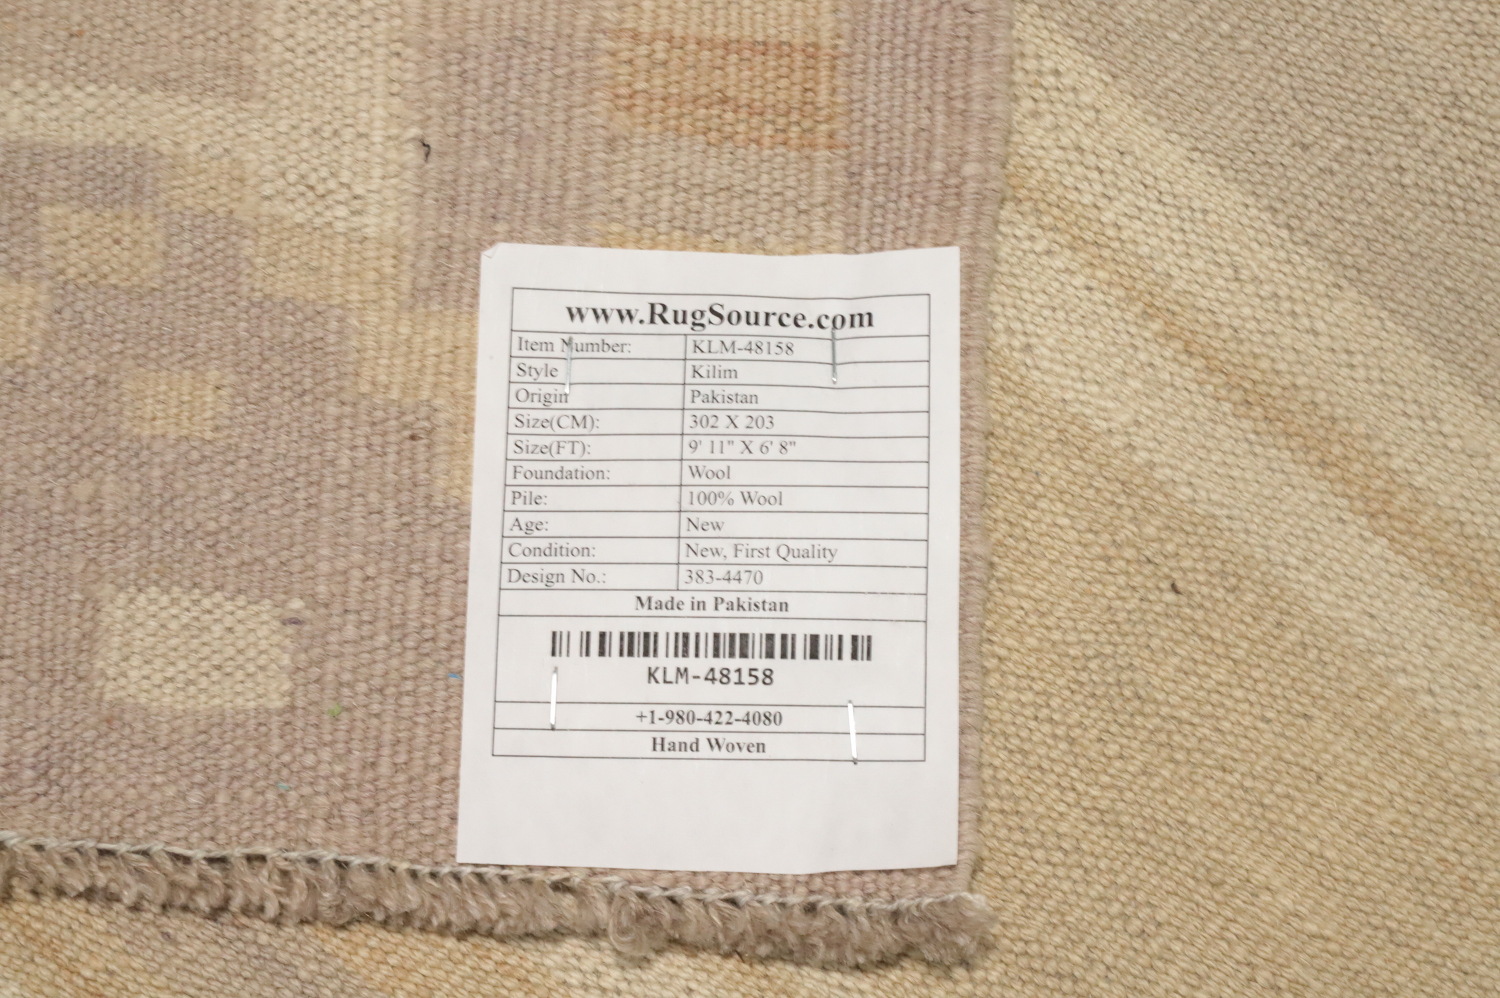 www.RugSource.com
Item Number: KLM-48158
Style Kilim
Origin Pakistan
Size(CM): 302 X 203
Size(FT): 9' 11" X 6' 8"
Foundation: Wool
Pile: 100% Wool
Age: New
Condition: New, First Quality
Design No.: 383-4470
Made in Pakistan
KLM-48158
+1-980-422-4080
Hand Woven